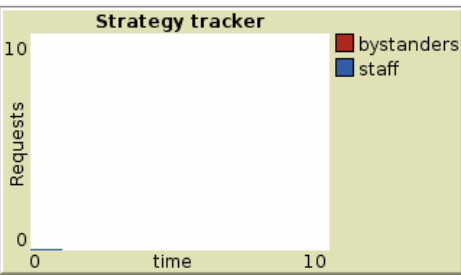 Strategy tracker
10
Requests
0
0
time
10
bystanders
staff